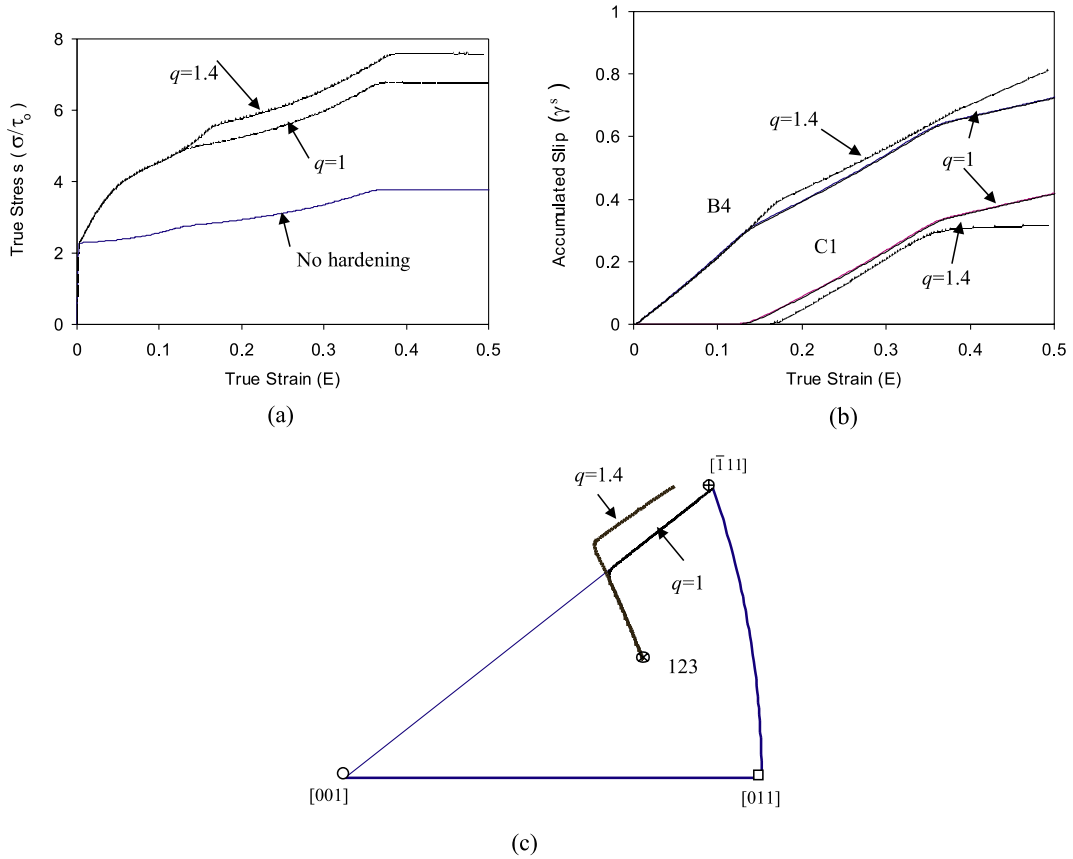 8
6
4
2
0
True Stres s ( σ/τo )
q=1.4
q=1
No hardening
0 0.1 0.2 0.3 0.4 0.5
True Strain (E)
(a)
1
0.8
0.6
0.4
0.2
0
Accumulated Slip (γˢ)
q=1.4
B4
q=1
C1
q=1.4
0 0.1 0.2 0.3 0.4 0.5
True Strain (E)
(b)
[1̅11]
q=1.4
q=1
123
[001]
[011]
(c)